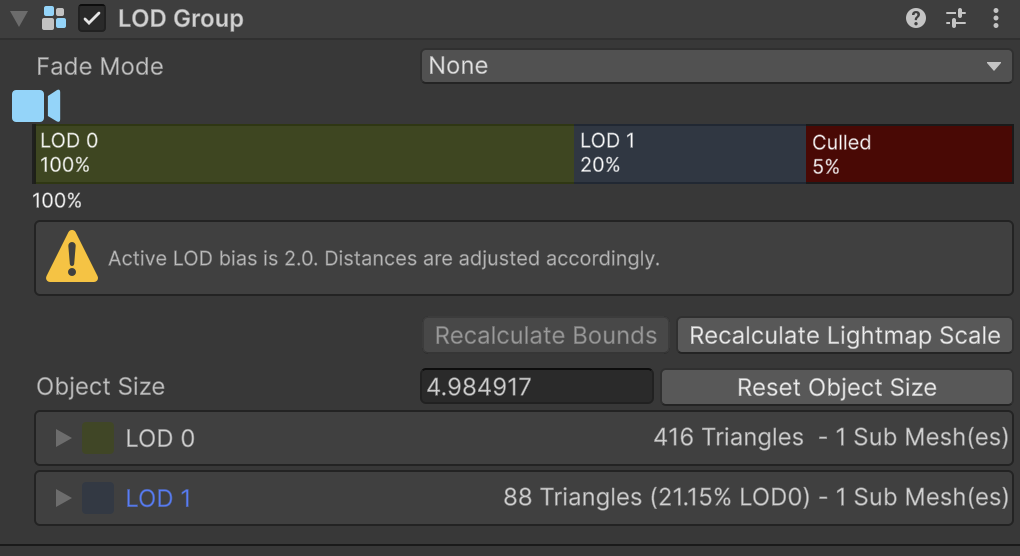 LOD Group
Fade Mode None
LOD 0 LOD 1 Culled
100% 20% 5%
100%
Active LOD bias is 2.0. Distances are adjusted accordingly.
Recalculate Bounds Recalculate Lightmap Scale
Object Size 4.984917 Reset Object Size
LOD 0 416 Triangles - 1 Sub Mesh(es)
LOD 1 88 Triangles (21.15% LOD0) - 1 Sub Mesh(es)